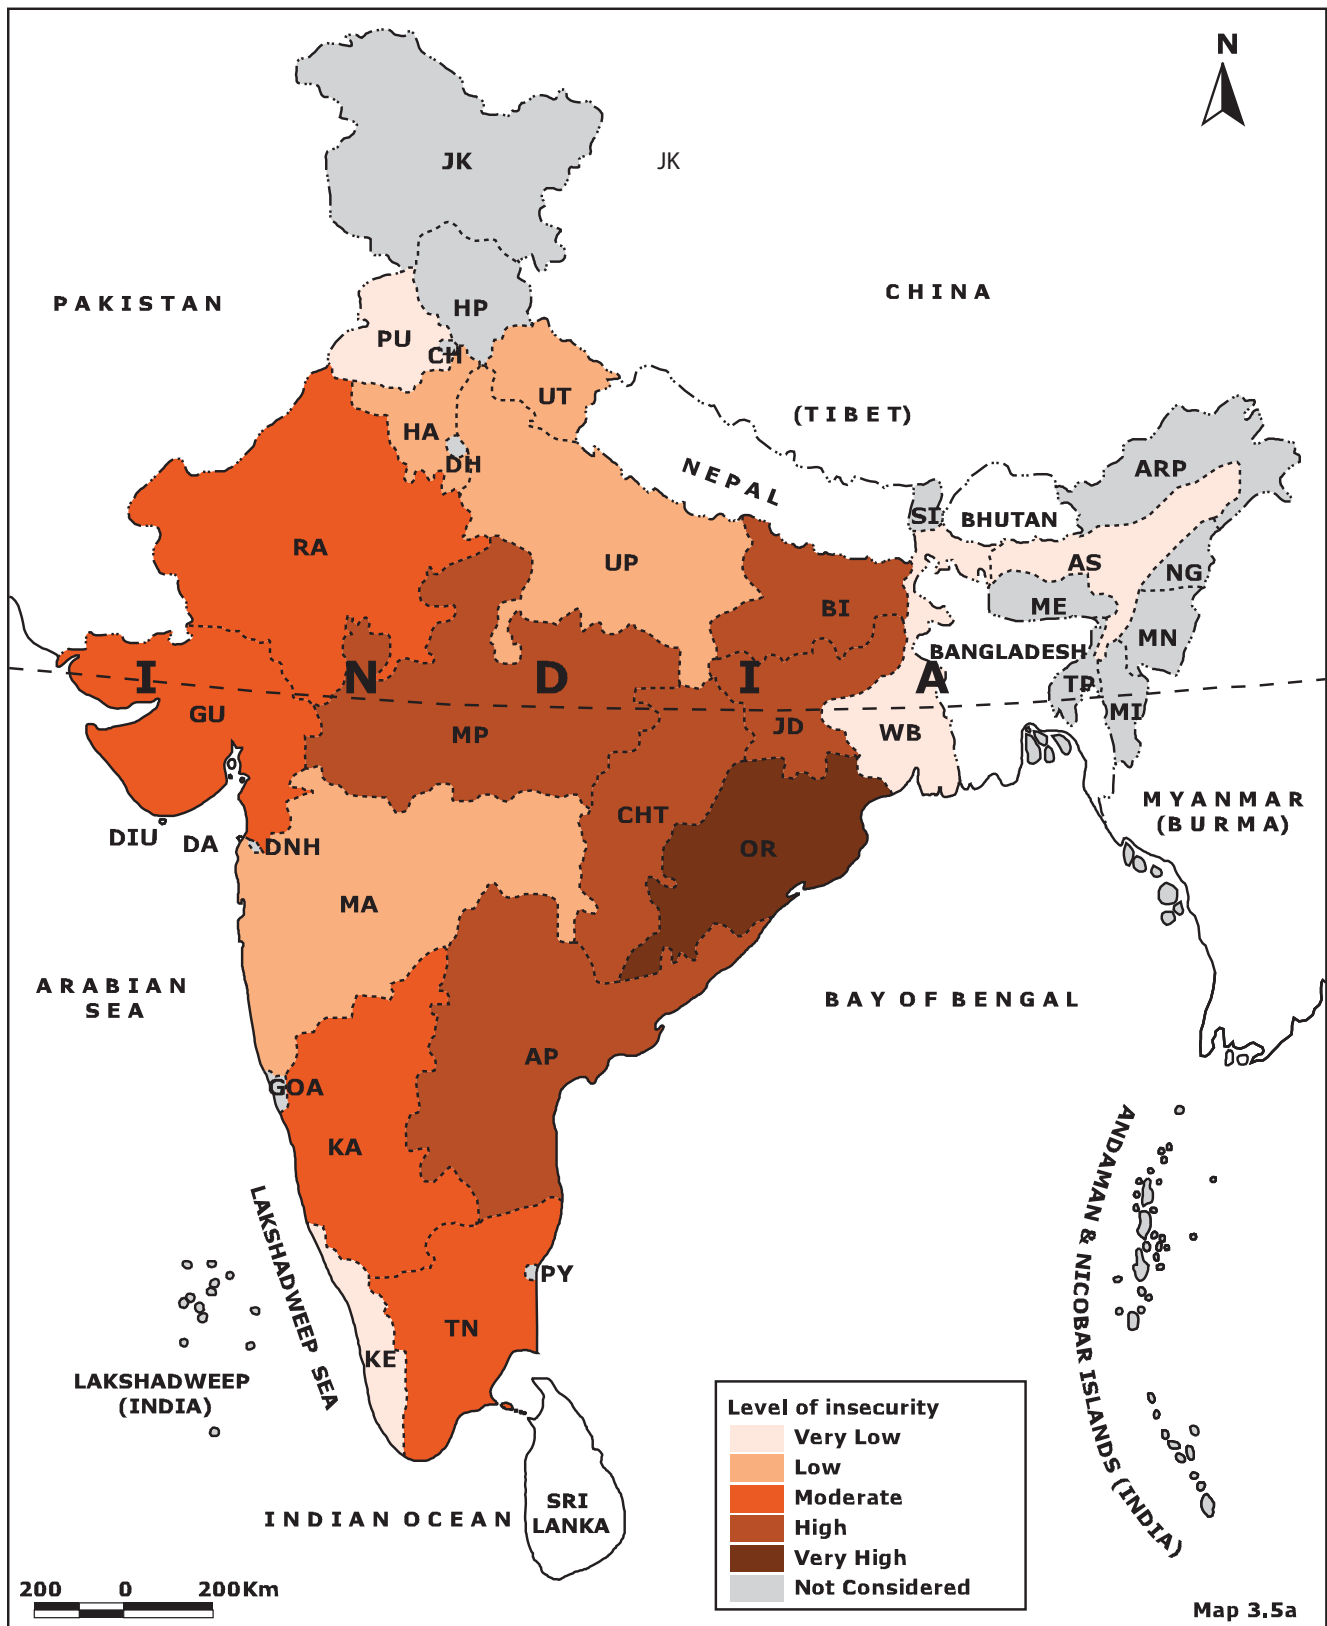 N
JK
JK
CHINA
PAKISTAN
HP
PU
CH
UT
(TIBET)
HA
DH
NEPAL
ARP
SI
BHUTAN
RA
UP
AS
NG
BI
ME
MN
BANGLADESH
I N D I A
TP
GU
MI
MP
JD
WB
MYANMAR
(BURMA)
CHT
DIU
DA
DNH
OR
MA
ARABIAN
SEA
BAY OF BENGAL
AP
GOA
KA
ANDAMAN & NICOBAR ISLANDS (INDIA)
LAKSHADWEEP SEA
PY
TN
KE
LAKSHADWEEP
(INDIA)
INDIAN OCEAN
SRI
LANKA
Level of insecurity
Very Low
Low
Moderate
High
Very High
Not Considered
200 0 200Km
Map 3.5a